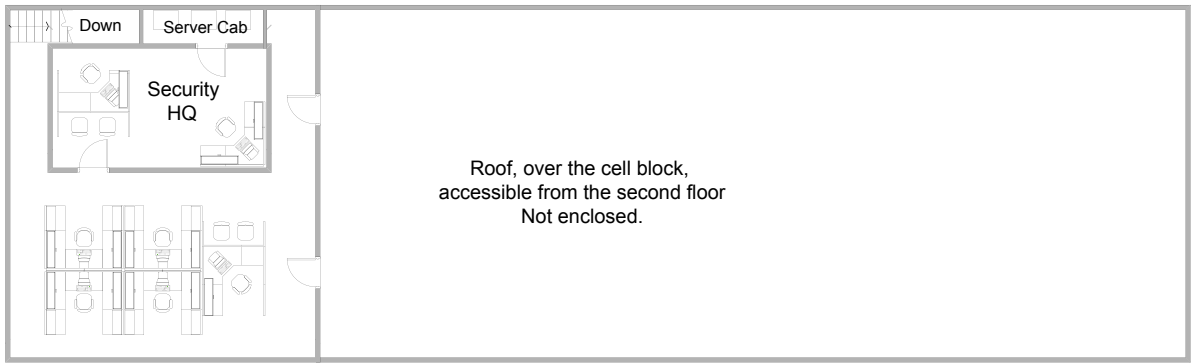 Down
Server Cab
Security
HQ
Roof, over the cell block,
accessible from the second floor
Not enclosed.